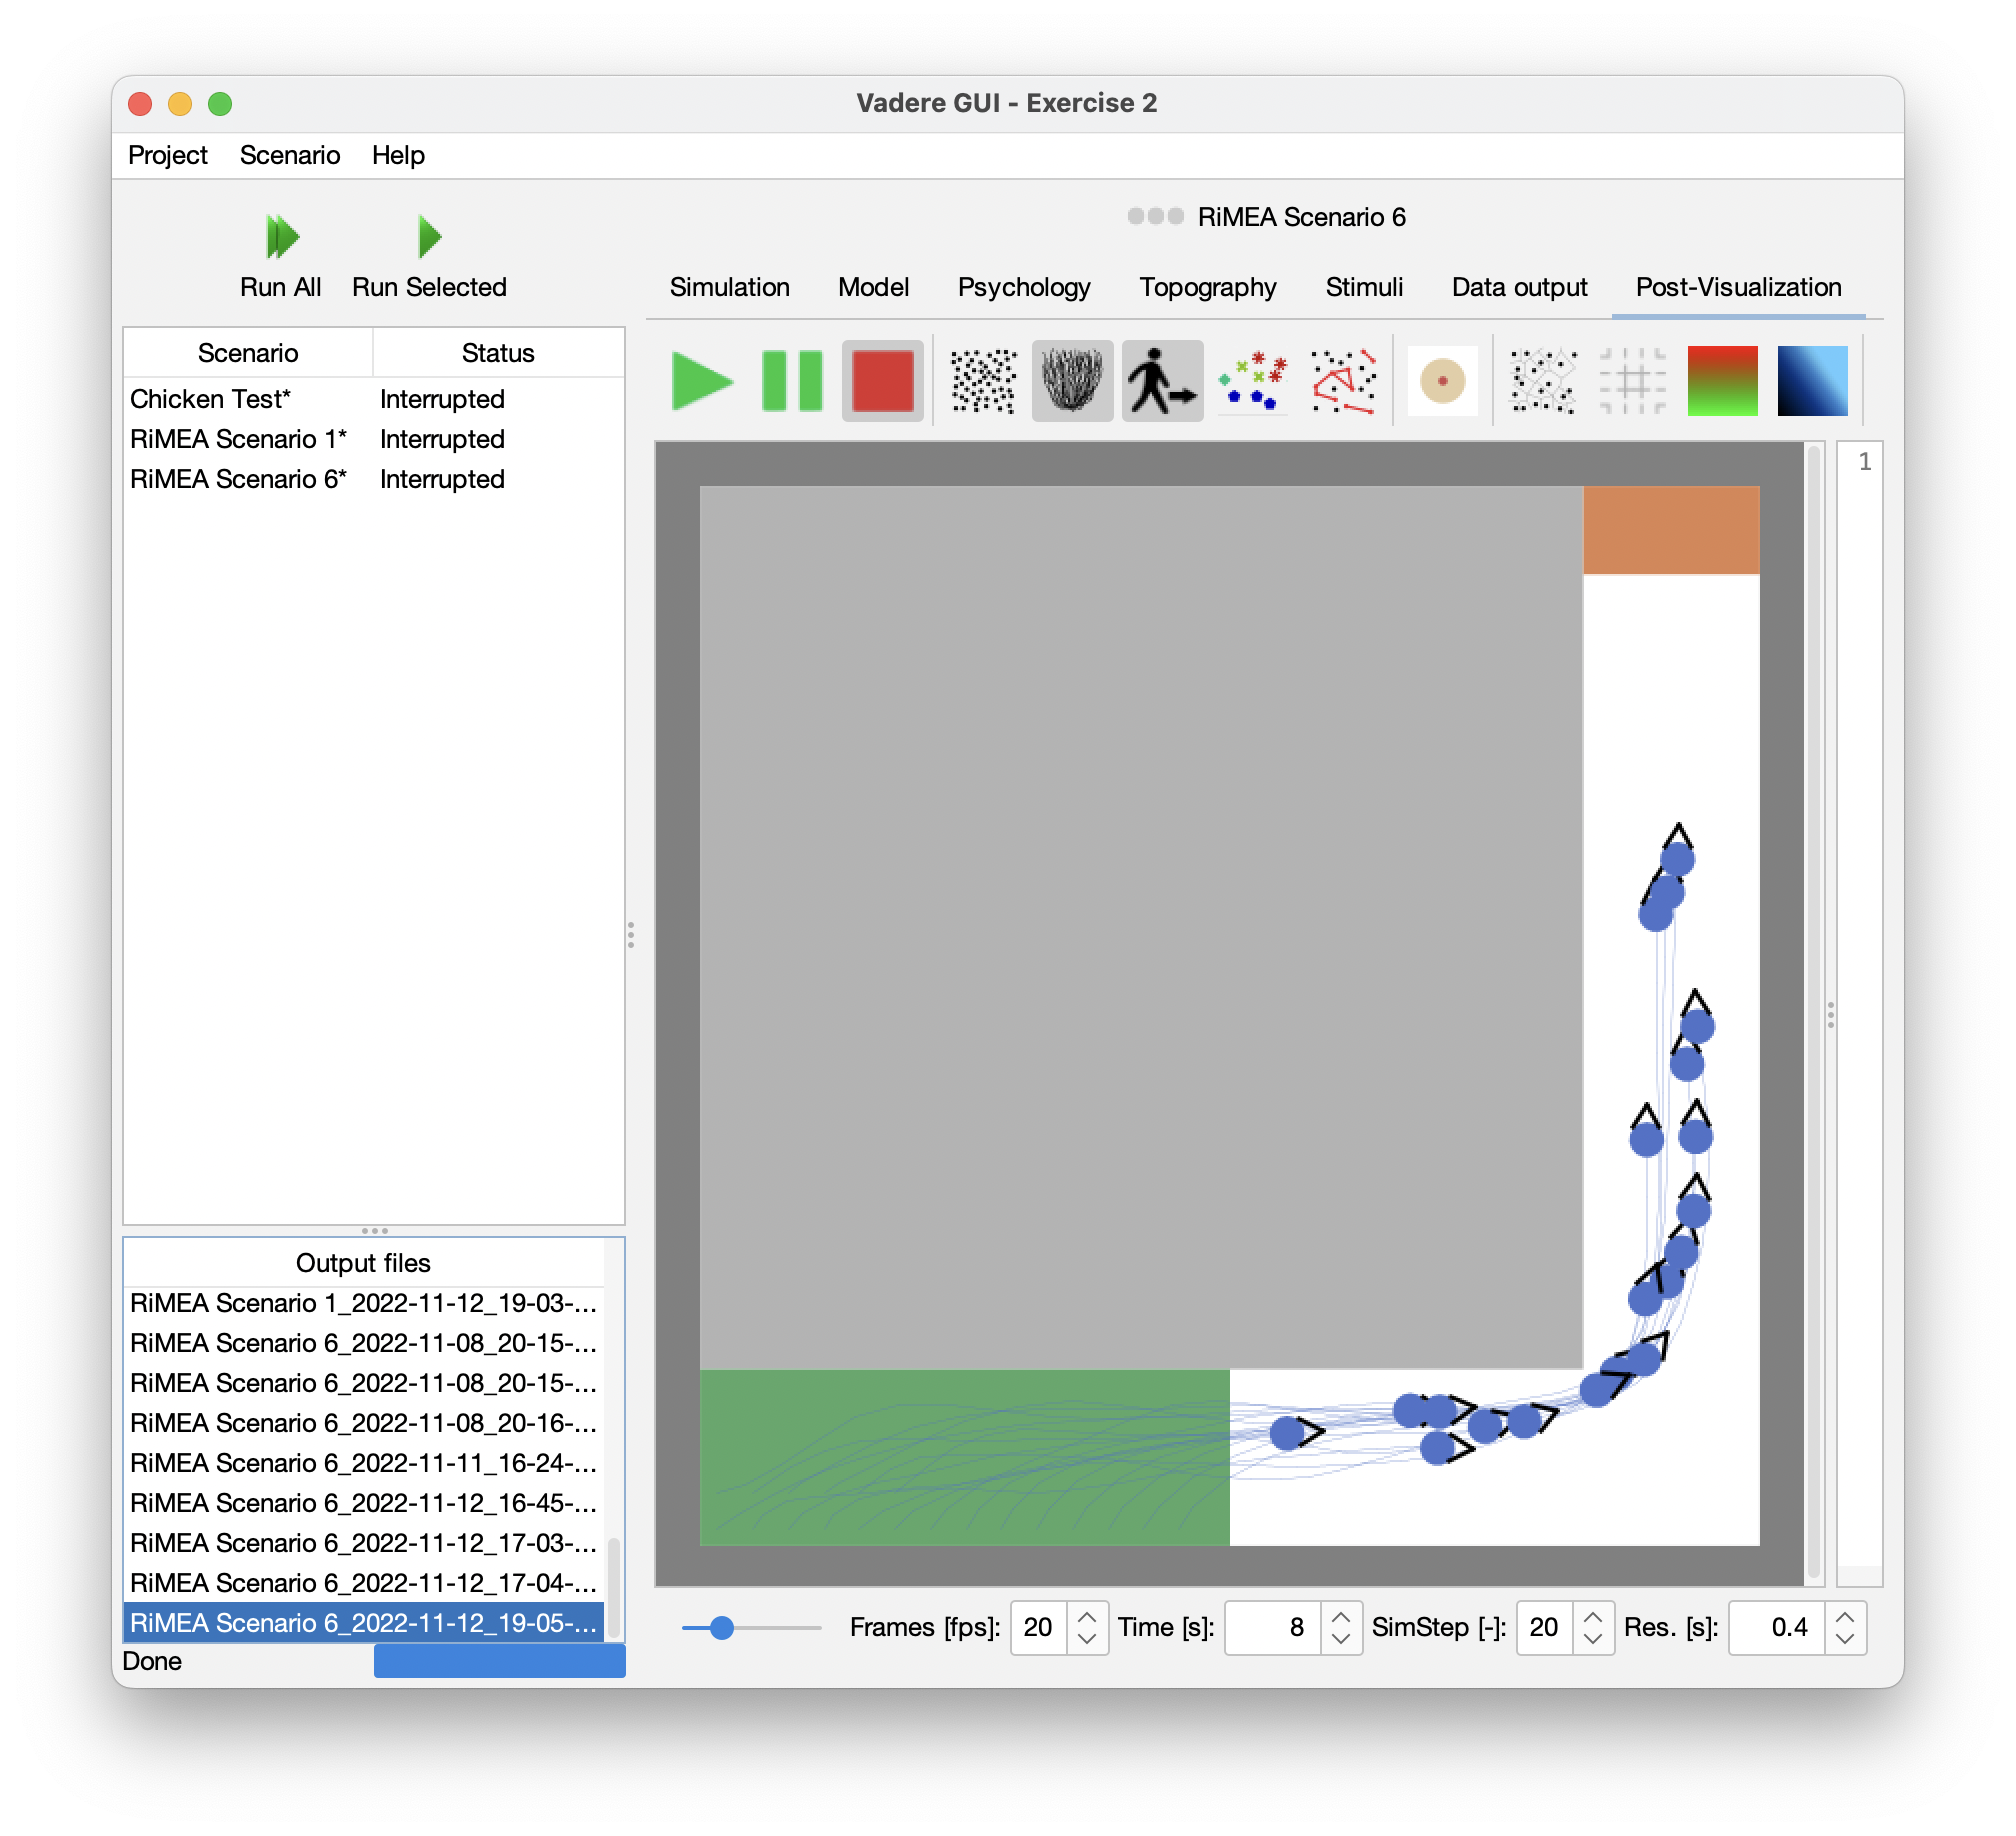 Vadere GUI - Exercise 2
Project Scenario Help
RiMEA Scenario 6
Run All Run Selected
Simulation Model Psychology Topography Stimuli Data output Post-Visualization
Scenario Status
Chicken Test* Interrupted
RiMEA Scenario 1* Interrupted
RiMEA Scenario 6* Interrupted
1
Output files
RiMEA Scenario 1_2022-11-12_19-03-...
RiMEA Scenario 6_2022-11-08_20-15-...
RiMEA Scenario 6_2022-11-08_20-15-...
RiMEA Scenario 6_2022-11-08_20-16-...
RiMEA Scenario 6_2022-11-11_16-24-...
RiMEA Scenario 6_2022-11-12_16-45-...
RiMEA Scenario 6_2022-11-12_17-03-...
RiMEA Scenario 6_2022-11-12_17-04-...
RiMEA Scenario 6_2022-11-12_19-05-...
Done
Frames [fps]: 20 Time [s]: 8 SimStep [-]: 20 Res. [s]: 0.4